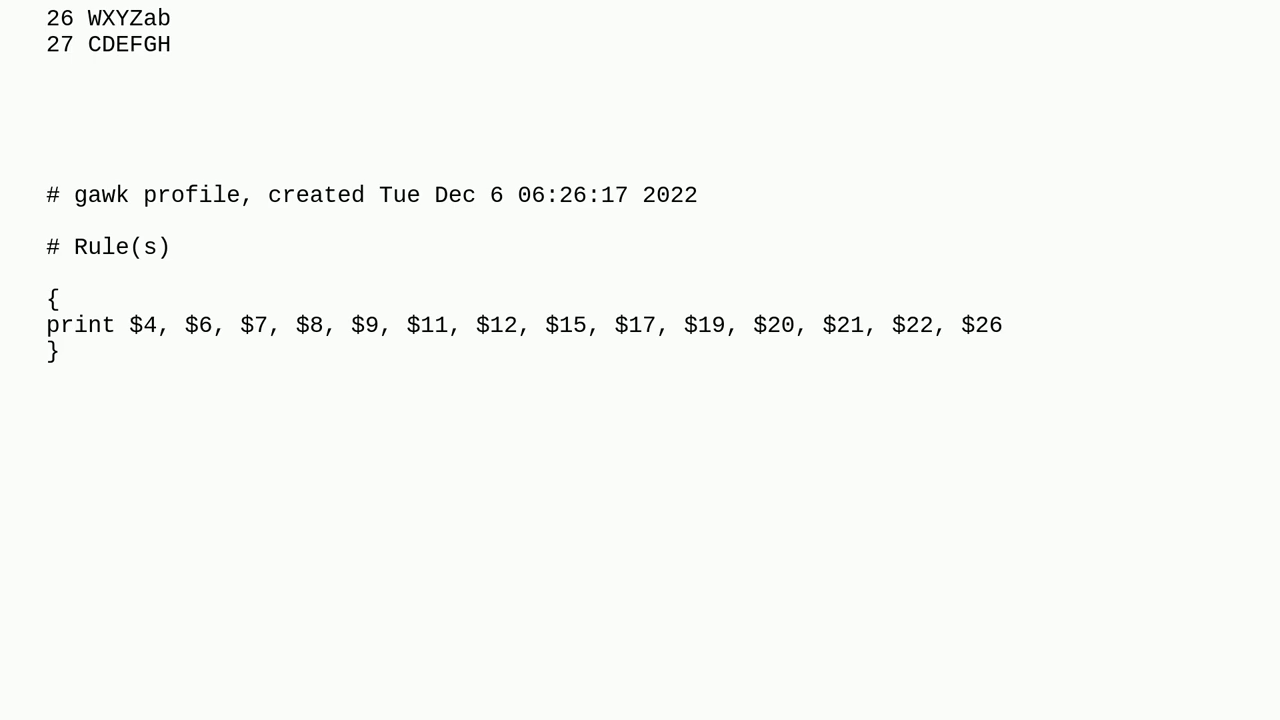 26 WXYZab
27 CDEFGH
# gawk profile, created Tue Dec 6 06:26:17 2022
# Rule(s)
{
print $4, $6, $7, $8, $9, $11, $12, $15, $17, $19, $20, $21, $22, $26
}